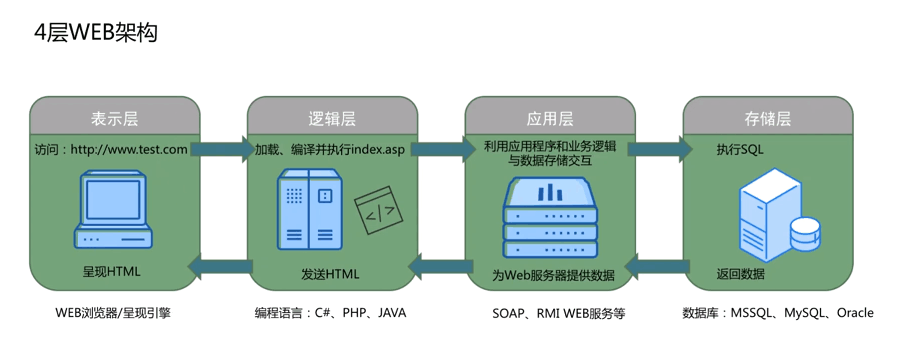 4层WEB架构
表示层
逻辑层
应用层
存储层
访问：http://www.test.com
加载、编译并执行index.asp
利用应用程序和业务逻辑
与数据存储交互
执行SQL
</>
呈现HTML
发送HTML
为Web服务器提供数据
返回数据
WEB浏览器/呈现引擎
编程语言：C#、PHP、JAVA
SOAP、RMI WEB服务等
数据库：MSSQL、MySQL、Oracle